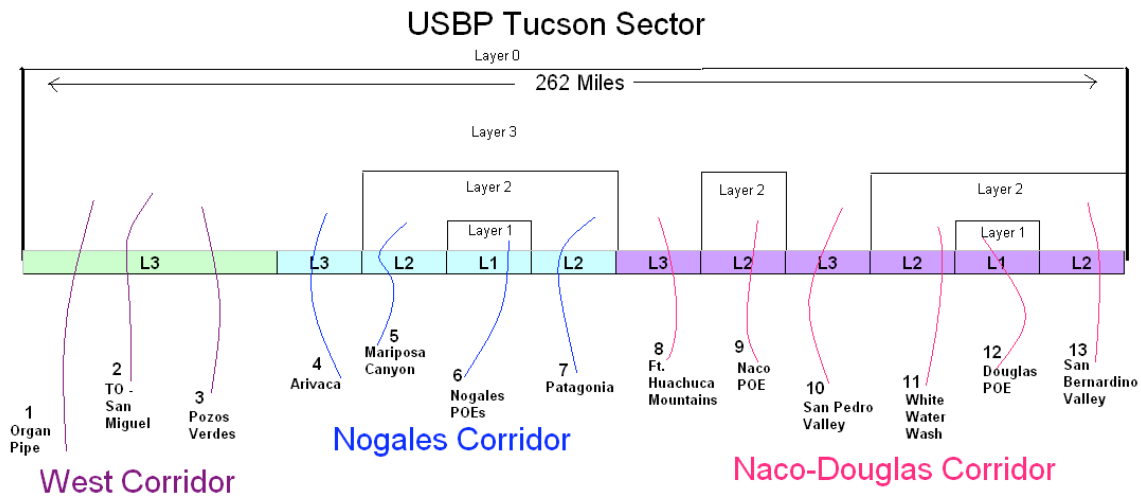 USBP Tucson Sector
Layer 0
262 Miles
Layer 3
Layer 2
Layer 2
Layer 2
Layer 1
Layer 1
L3
L3
L2
L1
L2
L3
L2
L3
L2
L1
L2
1
Organ
Pipe
2
TO -
San
Miguel
3
Pozos
Verdes
4
Arivaca
5
Mariposa
Canyon
6
Nogales
POEs
7
Patagonia
8
Ft.
Huachuca
Mountains
9
Naco
POE
10
San Pedro
Valley
11
White
Water
Wash
12
Douglas
POE
13
San
Bernardino
Valley
West Corridor
Nogales Corridor
Naco-Douglas Corridor